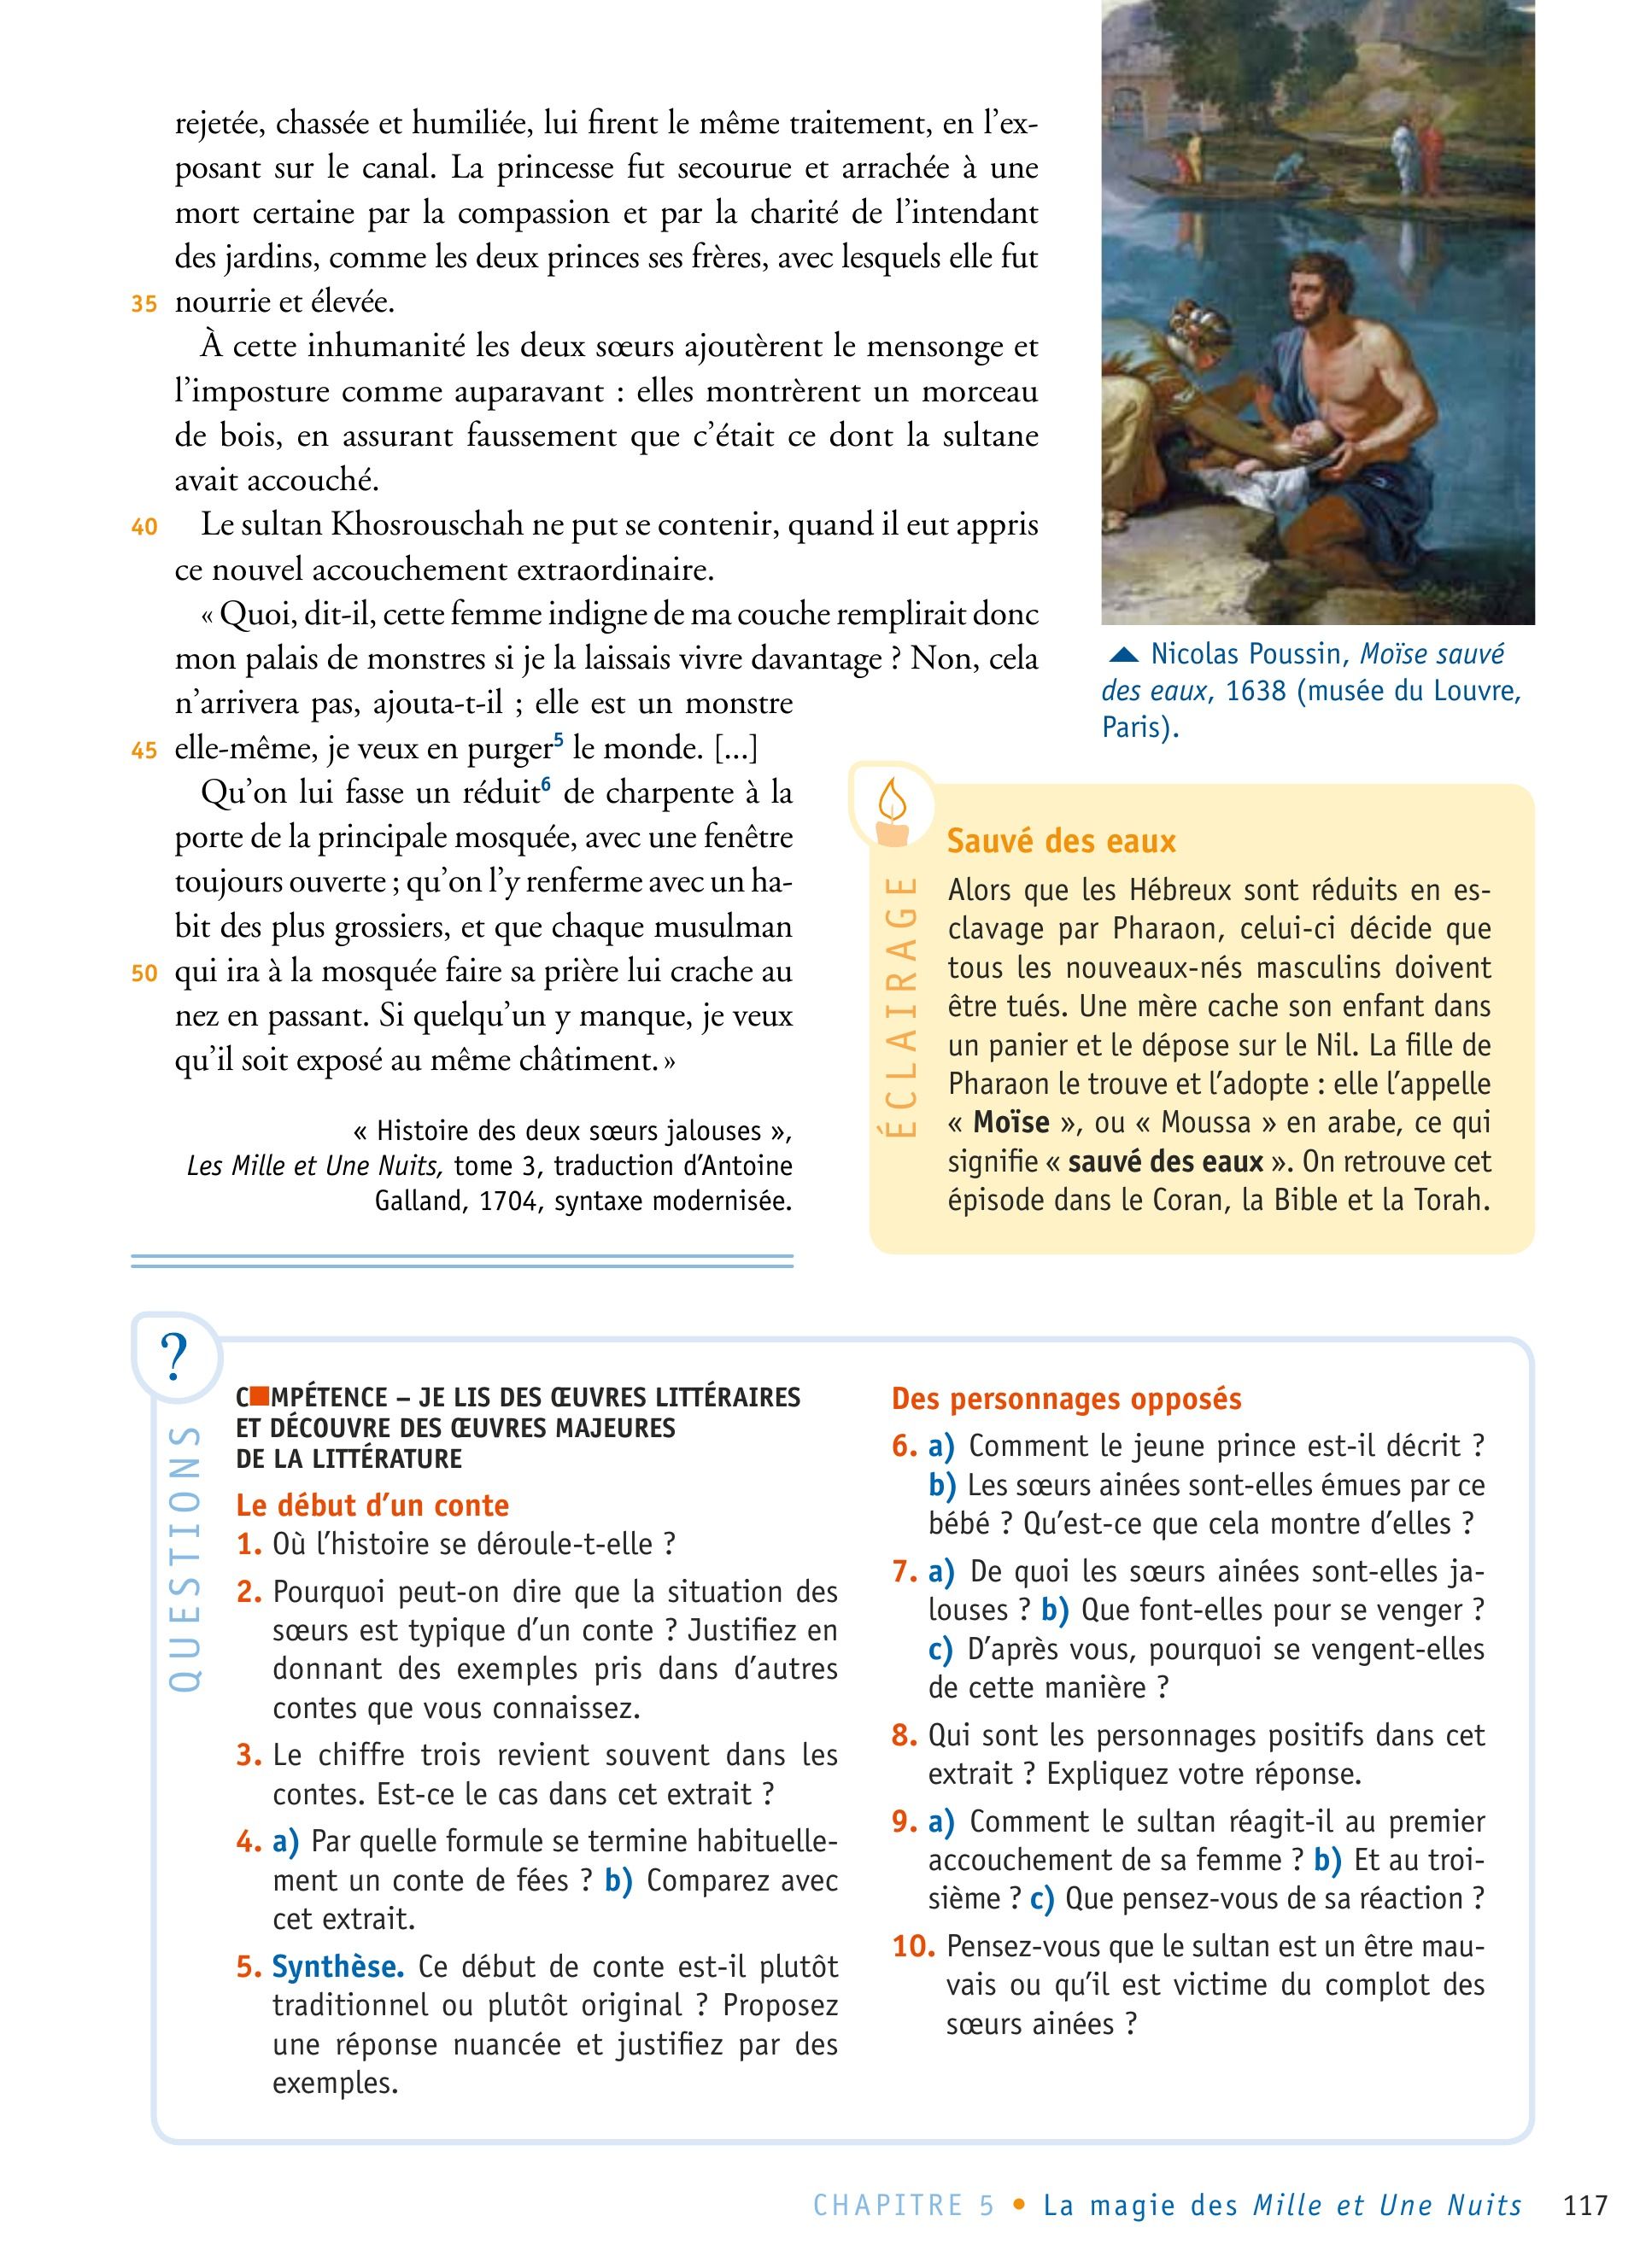 rejetée, chassée et humiliée, lui firent le même traitement, en l'ex-
posant sur le canal. La princesse fut secourue et arrachée à une
mort certaine par la compassion et par la charité de l'intendant
des jardins, comme les deux princes ses frères, avec lesquels elle fut
35 nourrie et élevée.
À cette inhumanité les deux sœurs ajoutèrent le mensonge et
l'imposture comme auparavant : elles montrèrent un morceau
de bois, en assurant faussement que c'était ce dont la sultane
avait accouché.
40 Le sultan Khosrouschah ne put se contenir, quand il eut appris
ce nouvel accouchement extraordinaire.
« Quoi, dit-il, cette femme indigne de ma couche remplirait donc
mon palais de monstres si je la laissais vivre davantage ? Non, cela
n'arrivera pas, ajouta-t-il ; elle est un monstre
45 elle-même, je veux en purger5 le monde. [...]
Qu'on lui fasse un réduit6 de charpente à la
porte de la principale mosquée, avec une fenêtre
toujours ouverte ; qu'on l'y renferme avec un ha-
bit des plus grossiers, et que chaque musulman
50 qui ira à la mosquée faire sa prière lui crache au
nez en passant. Si quelqu'un y manque, je veux
qu'il soit exposé au même châtiment. »
« Histoire des deux sœurs jalouses »,
Les Mille et Une Nuits, tome 3, traduction d'Antoine
Galland, 1704, syntaxe modernisée.
▲ Nicolas Poussin, Moïse sauvé
des eaux, 1638 (musée du Louvre,
Paris).
ÉCLAIRAGE
Sauvé des eaux
Alors que les Hébreux sont réduits en es-
clavage par Pharaon, celui-ci décide que
tous les nouveaux-nés masculins doivent
être tués. Une mère cache son enfant dans
un panier et le dépose sur le Nil. La fille de
Pharaon le trouve et l'adopte : elle l'appelle
« Moïse », ou « Moussa » en arabe, ce qui
signifie « sauvé des eaux ». On retrouve cet
épisode dans le Coran, la Bible et la Torah.
?
QUESTIONS
C■MPÉTENCE – JE LIS DES ŒUVRES LITTÉRAIRES
ET DÉCOUVRE DES ŒUVRES MAJEURES
DE LA LITTÉRATURE
Le début d'un conte
1. Où l'histoire se déroule-t-elle ?
2. Pourquoi peut-on dire que la situation des
sœurs est typique d'un conte ? Justifiez en
donnant des exemples pris dans d'autres
contes que vous connaissez.
3. Le chiffre trois revient souvent dans les
contes. Est-ce le cas dans cet extrait ?
4. a) Par quelle formule se termine habituelle-
ment un conte de fées ? b) Comparez avec
cet extrait.
5. Synthèse. Ce début de conte est-il plutôt
traditionnel ou plutôt original ? Proposez
une réponse nuancée et justifiez par des
exemples.
Des personnages opposés
6. a) Comment le jeune prince est-il décrit ?
b) Les sœurs ainées sont-elles émues par ce
bébé ? Qu'est-ce que cela montre d'elles ?
7. a) De quoi les sœurs ainées sont-elles ja-
louses ? b) Que font-elles pour se venger ?
c) D'après vous, pourquoi se vengent-elles
de cette manière ?
8. Qui sont les personnages positifs dans cet
extrait ? Expliquez votre réponse.
9. a) Comment le sultan réagit-il au premier
accouchement de sa femme ? b) Et au troi-
sième ? c) Que pensez-vous de sa réaction ?
10. Pensez-vous que le sultan est un être mau-
vais ou qu'il est victime du complot des
sœurs ainées ?
CHAPITRE 5 • La magie des Mille et Une Nuits 117